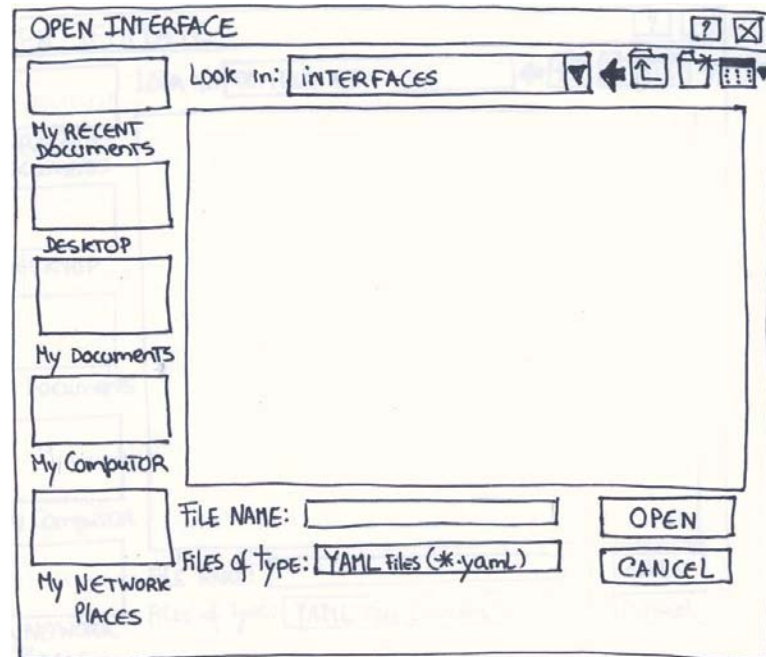 OPEN INTERFACE ?
Look in: INTERFACES
My RECENT
Documents
DESKTOP
My Documents
My Computor
My NETWORK
PLACES
FILE NAME:
Files of type: YAML Files (*.yaml)
OPEN
CANCEL